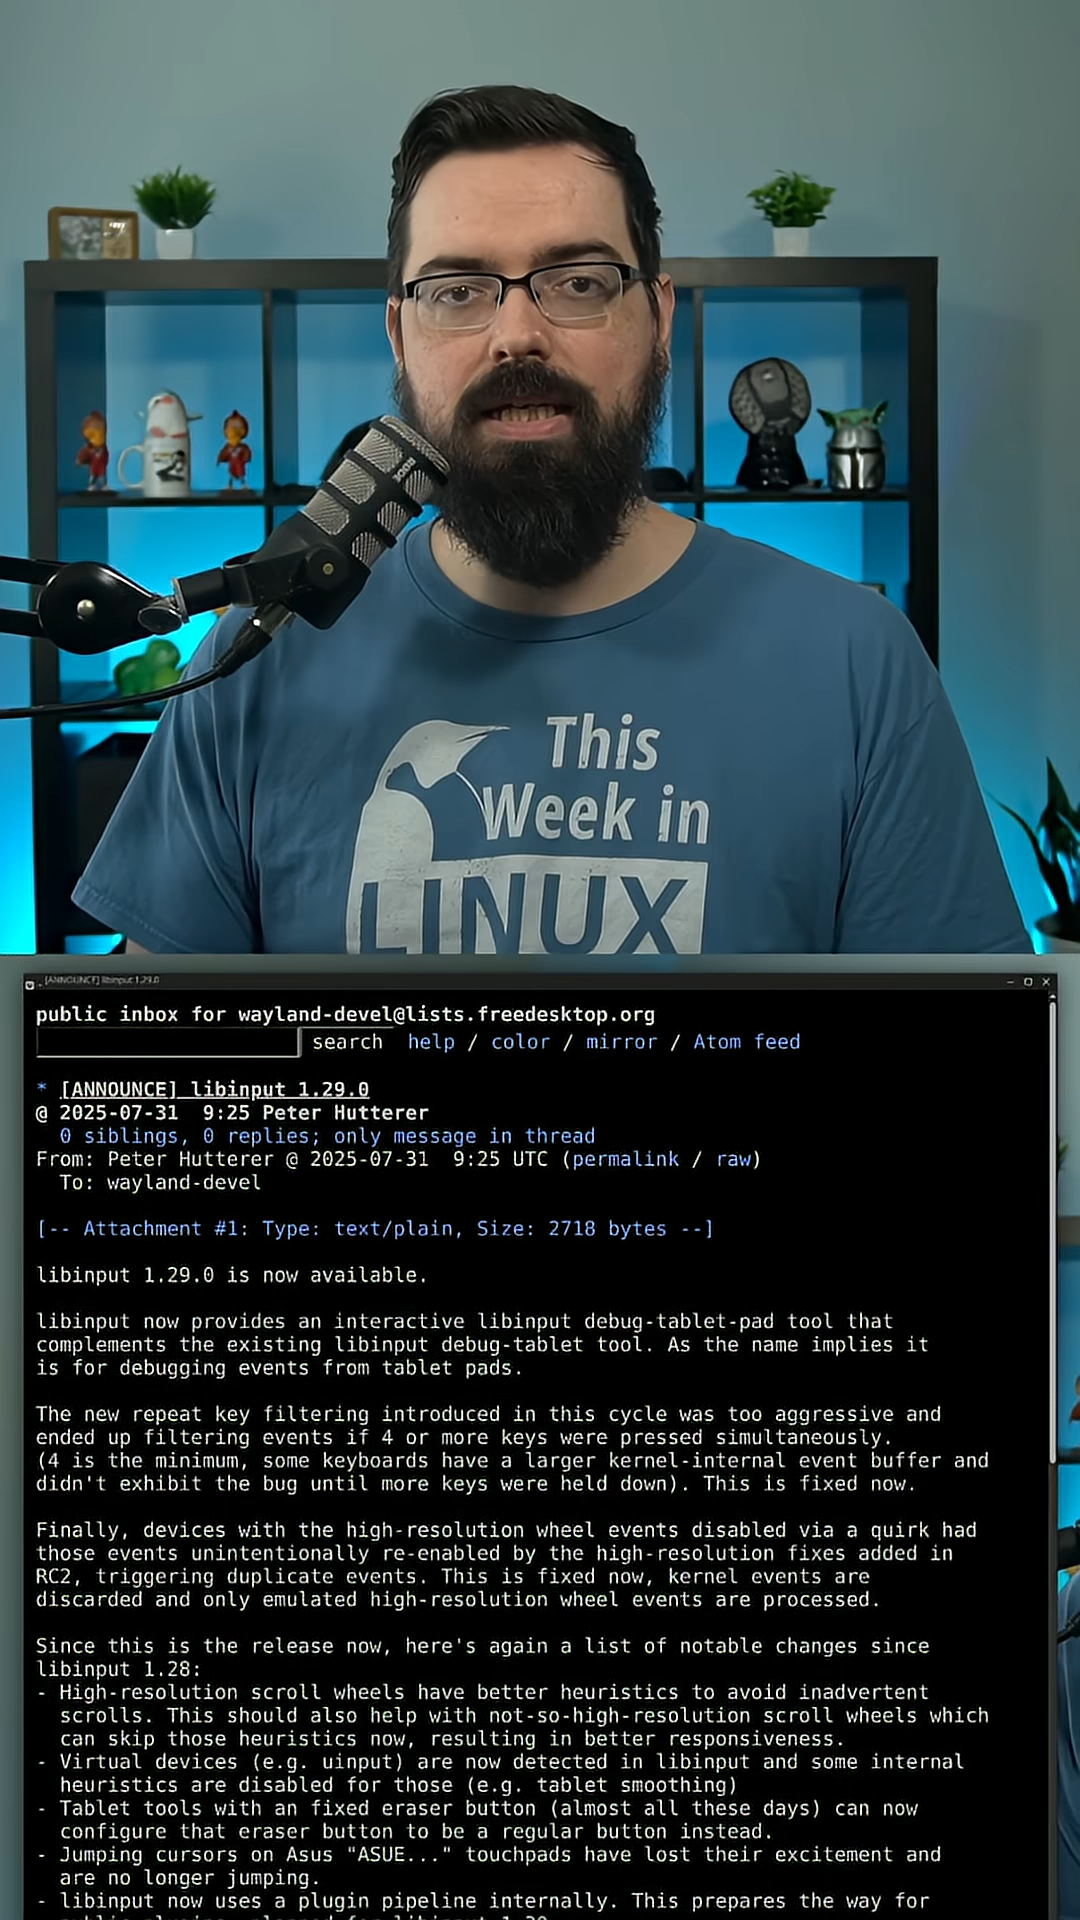 RODE
This
Week in
LINUX
[ANNOUNCE] libinput 1.29.0
public inbox for wayland-devel@lists.freedesktop.org
search help / color / mirror / Atom feed
* [ANNOUNCE] libinput 1.29.0
@ 2025-07-31  9:25 Peter Hutterer
0 siblings, 0 replies; only message in thread
From: Peter Hutterer @ 2025-07-31  9:25 UTC (permalink / raw)
To: wayland-devel
[-- Attachment #1: Type: text/plain, Size: 2718 bytes --]
libinput 1.29.0 is now available.
libinput now provides an interactive libinput debug-tablet-pad tool that
complements the existing libinput debug-tablet tool. As the name implies it
is for debugging events from tablet pads.
The new repeat key filtering introduced in this cycle was too aggressive and
ended up filtering events if 4 or more keys were pressed simultaneously.
(4 is the minimum, some keyboards have a larger kernel-internal event buffer and
didn't exhibit the bug until more keys were held down). This is fixed now.
Finally, devices with the high-resolution wheel events disabled via a quirk had
those events unintentionally re-enabled by the high-resolution fixes added in
RC2, triggering duplicate events. This is fixed now, kernel events are
discarded and only emulated high-resolution wheel events are processed.
Since this is the release now, here's again a list of notable changes since
libinput 1.28:
- High-resolution scroll wheels have better heuristics to avoid inadvertent
scrolls. This should also help with not-so-high-resolution scroll wheels which
can skip those heuristics now, resulting in better responsiveness.
- Virtual devices (e.g. uinput) are now detected in libinput and some internal
heuristics are disabled for those (e.g. tablet smoothing)
- Tablet tools with an fixed eraser button (almost all these days) can now
configure that eraser button to be a regular button instead.
- Jumping cursors on Asus "ASUE..." touchpads have lost their excitement and
are no longer jumping.
- libinput now uses a plugin pipeline internally. This prepares the way for